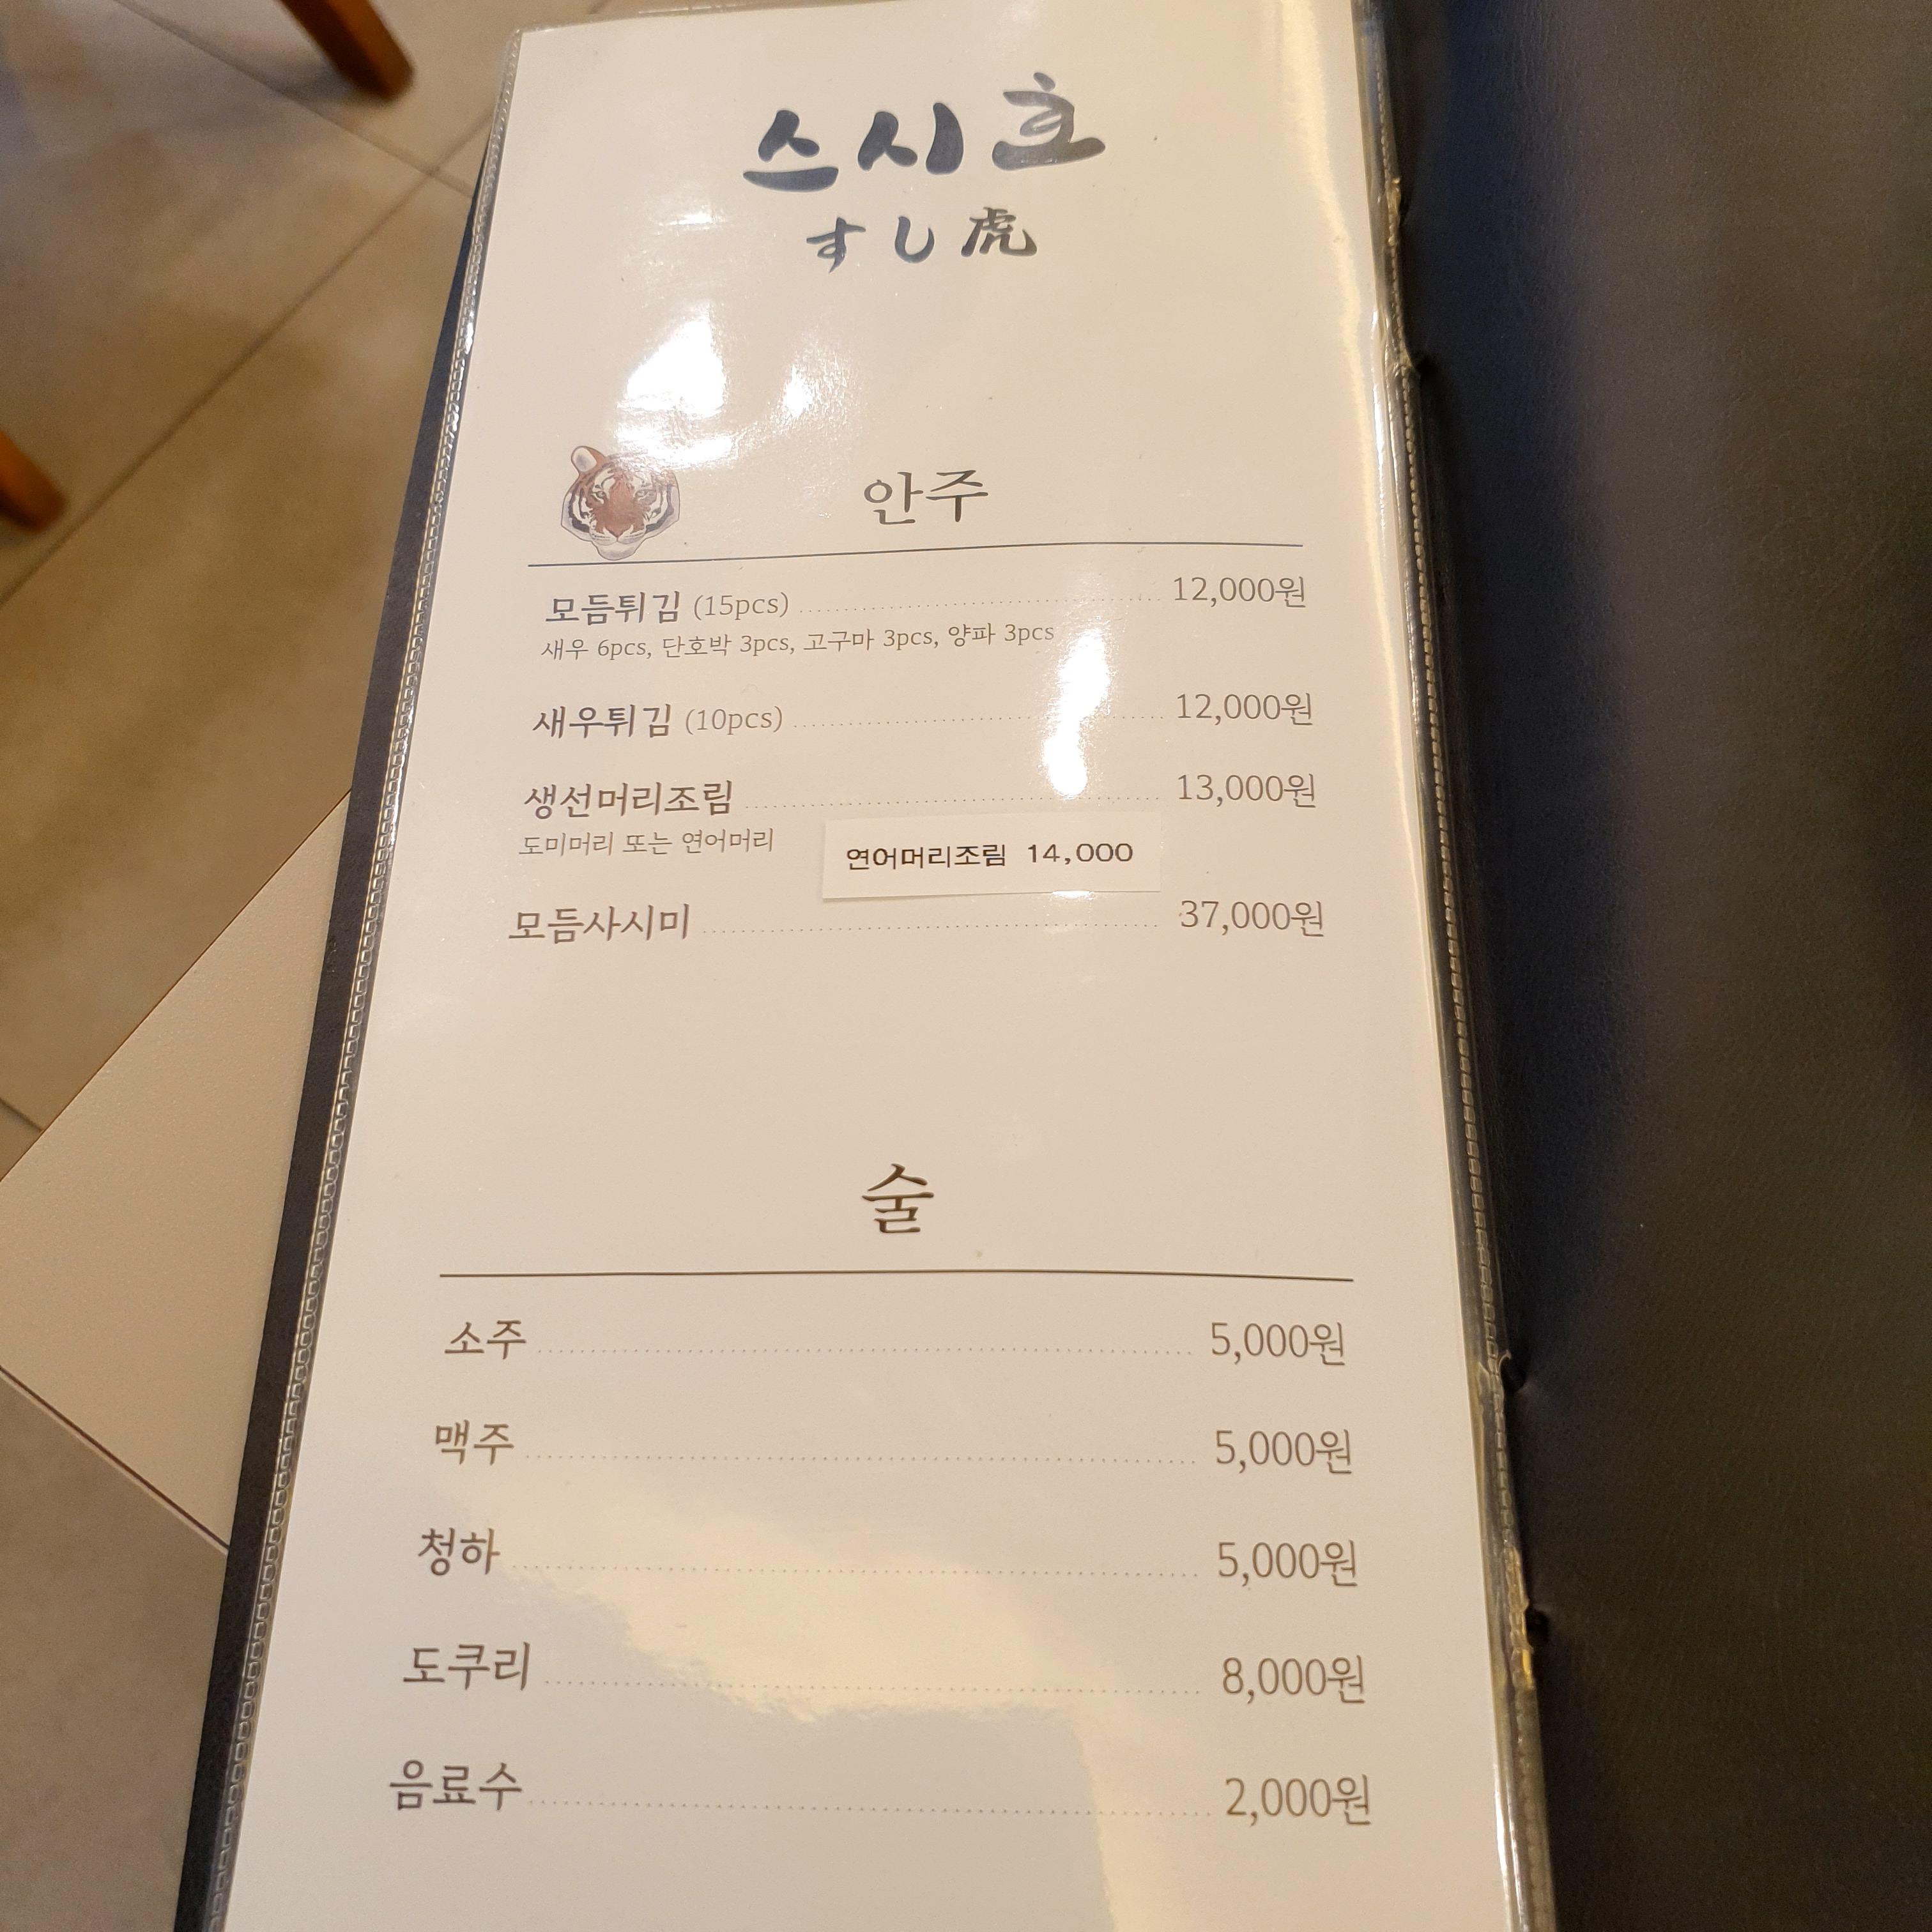 스시호
すし虎
안주
모듬튀김 (15pcs) 12,000원
새우 6pcs, 단호박 3pcs, 고구마 3pcs, 양파 3pcs
새우튀김 (10pcs) 12,000원
생선머리조림 13,000원
도미머리 또는 연어머리
연어머리조림 14,000
모듬사시미 37,000원
술
소주 5,000원
맥주 5,000원
청하 5,000원
도쿠리 8,000원
음료수 2,000원